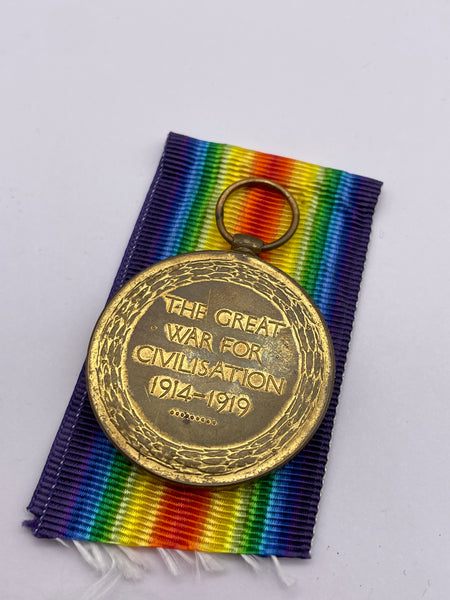 THE GREAT
WAR FOR
CIVILISATION
1914-1919